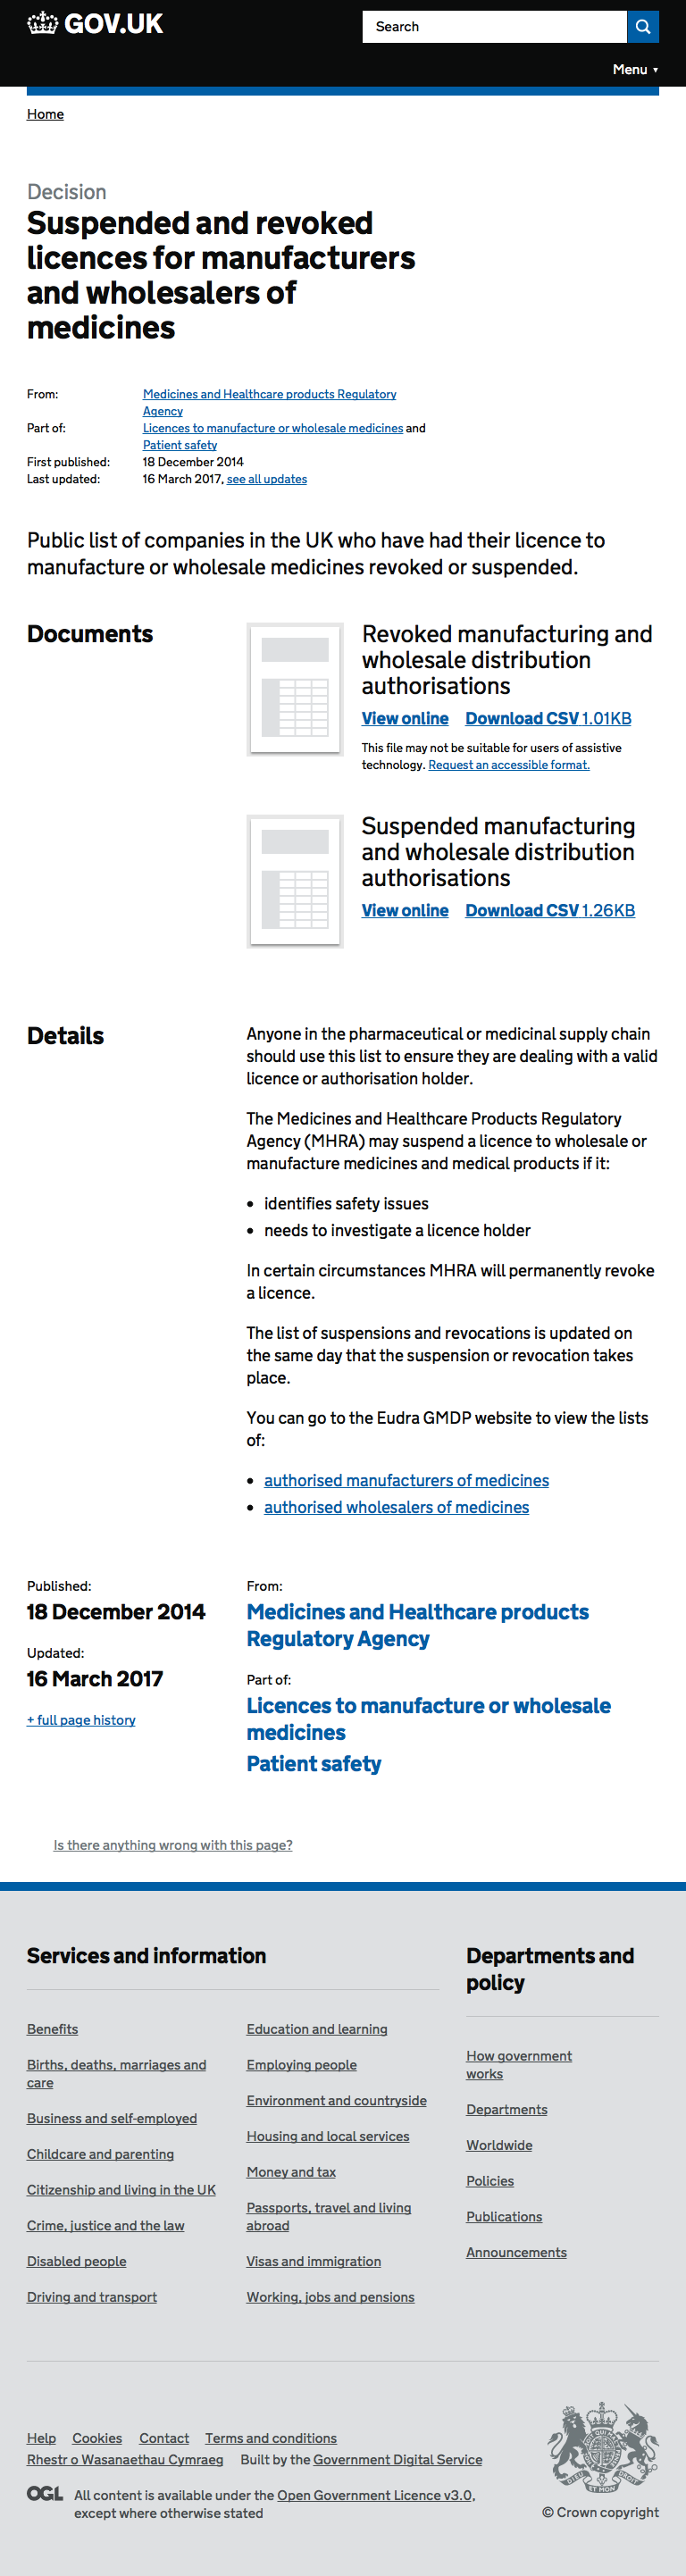 GOV.UK
Search
Menu ▼
Home
Decision
Suspended and revoked
licences for manufacturers
and wholesalers of
medicines
From: Medicines and Healthcare products Regulatory
Agency
Part of: Licences to manufacture or wholesale medicines and
Patient safety
First published: 18 December 2014
Last updated: 16 March 2017, see all updates
Public list of companies in the UK who have had their licence to
manufacture or wholesale medicines revoked or suspended.
Documents
Revoked manufacturing and
wholesale distribution
authorisations
View online Download CSV 1.01KB
This file may not be suitable for users of assistive
technology. Request an accessible format.
Suspended manufacturing
and wholesale distribution
authorisations
View online Download CSV 1.26KB
Details
Anyone in the pharmaceutical or medicinal supply chain
should use this list to ensure they are dealing with a valid
licence or authorisation holder.
The Medicines and Healthcare Products Regulatory
Agency (MHRA) may suspend a licence to wholesale or
manufacture medicines and medical products if it:
• identifies safety issues
• needs to investigate a licence holder
In certain circumstances MHRA will permanently revoke
a licence.
The list of suspensions and revocations is updated on
the same day that the suspension or revocation takes
place.
You can go to the Eudra GMDP website to view the lists
of:
• authorised manufacturers of medicines
• authorised wholesalers of medicines
Published:
18 December 2014
Updated:
16 March 2017
+ full page history
From:
Medicines and Healthcare products
Regulatory Agency
Part of:
Licences to manufacture or wholesale
medicines
Patient safety
Is there anything wrong with this page?
Services and information
Benefits
Births, deaths, marriages and
care
Business and self-employed
Childcare and parenting
Citizenship and living in the UK
Crime, justice and the law
Disabled people
Driving and transport
Education and learning
Employing people
Environment and countryside
Housing and local services
Money and tax
Passports, travel and living
abroad
Visas and immigration
Working, jobs and pensions
Departments and
policy
How government
works
Departments
Worldwide
Policies
Publications
Announcements
Help Cookies Contact Terms and conditions
Rhestr o Wasanaethau Cymraeg Built by the Government Digital Service
OGL All content is available under the Open Government Licence v3.0,
except where otherwise stated
DIEU ET MON DROIT
© Crown copyright